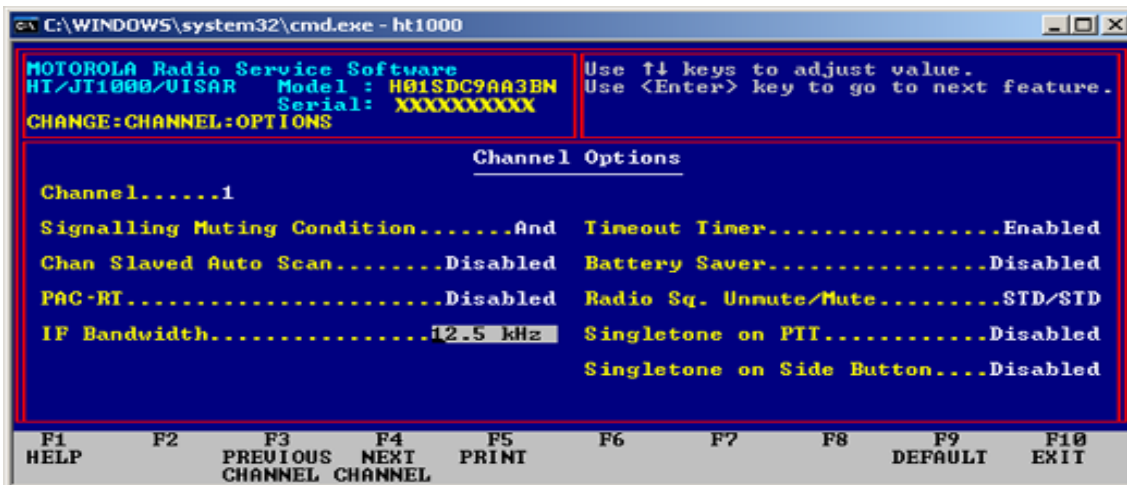 C:\WINDOWS\system32\cmd.exe - ht1000
MOTOROLA Radio Service Software
HT/JT1000/VISAR Model : H01SDC9AA3BN
Serial: XXXXXXXXXX
CHANGE:CHANNEL:OPTIONS
Use ↑↓ keys to adjust value.
Use <Enter> key to go to next feature.
Channel Options
Channel......1
Signalling Muting Condition.......And
Chan Slaved Auto Scan........Disabled
PAC-RT.......................Disabled
IF Bandwidth.................12.5 kHz
Timeout Timer.................Enabled
Battery Saver................Disabled
Radio Sq. Unmute/Mute.........STD/STD
Singletone on PTT............Disabled
Singletone on Side Button....Disabled
F1 F2 F3 F4 F5 F6 F7 F8 F9 F10
HELP PREVIOUS NEXT PRINT DEFAULT EXIT
CHANNEL CHANNEL